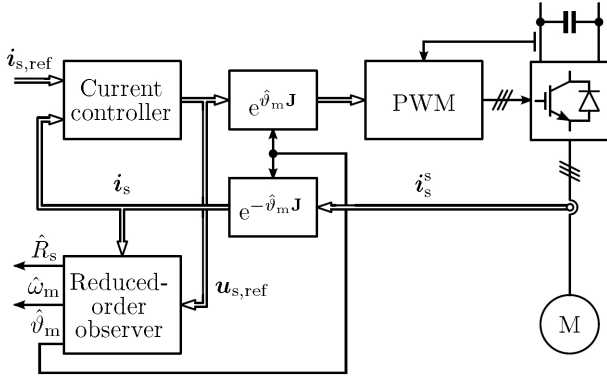 i_s,ref
Current
controller
e^ϑ̂_m J
PWM
i_s
e^−ϑ̂_m J
i_s^s
R̂_s
ω̂_m
ϑ̂_m
Reduced-
order
observer
u_s,ref
M